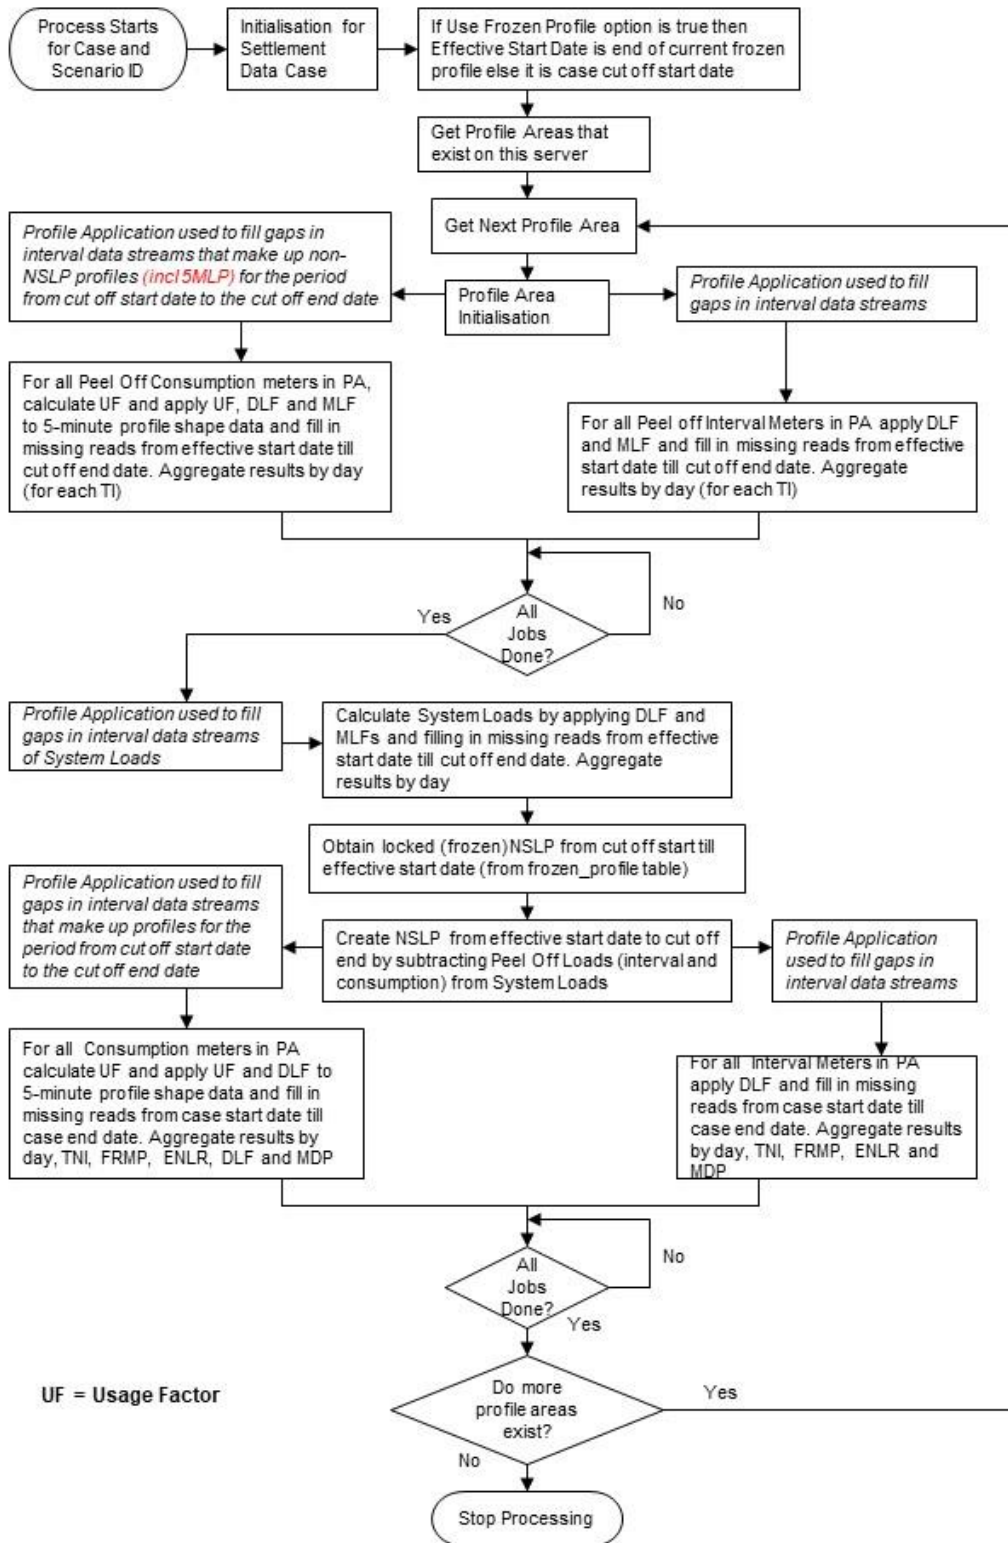 Process Starts
for Case and
Scenario ID
Initialisation for
Settlement
Data Case
If Use Frozen Profile option is true then
Effective Start Date is end of current frozen
profile else it is case cut off start date
Get Profile Areas that
exist on this server
Get Next Profile Area
Profile Application used to fill gaps in
interval data streams that make up non-
NSLP profiles (incl 5MLP) for the period
from cut off start date to the cut off end date
Profile Area
Initialisation
Profile Application used to fill
gaps in interval data streams
For all Peel Off Consumption meters in PA,
calculate UF and apply UF, DLF and MLF
to 5-minute profile shape data and fill in
missing reads from effective start date till
cut off end date. Aggregate results by day
(for each TI)
For all Peel off Interval Meters in PA apply DLF
and MLF and fill in missing reads from effective
start date till cut off end date. Aggregate
results by day (for each TI)
All
Jobs
Done?
No
Yes
Profile Application used to fill
gaps in interval data streams
of System Loads
Calculate System Loads by applying DLF and
MLFs and filling in missing reads from effective
start date till cut off end date. Aggregate
results by day
Obtain locked (frozen) NSLP from cut off start till
effective start date (from frozen_profile table)
Profile Application used to fill
gaps in interval data streams
that make up profiles for the
period from cut off start date
to the cut off end date
Create NSLP from effective start date to cut off
end by subtracting Peel Off Loads (interval and
consumption) from System Loads
Profile Application
used to fill gaps in
interval data streams
For all Consumption meters in PA
calculate UF and apply UF and DLF to
5-minute profile shape data and fill in
missing reads from case start date till
case end date. Aggregate results by
day, TNI, FRMP, ENLR, DLF and MDP
For all Interval Meters in PA
apply DLF and fill in missing
reads from case start date till
case end date. Aggregate results
by day, TNI, FRMP, ENLR and
MDP
All
Jobs
Done?
No
Yes
Do more
profile areas
exist?
Yes
No
UF = Usage Factor
Stop Processing